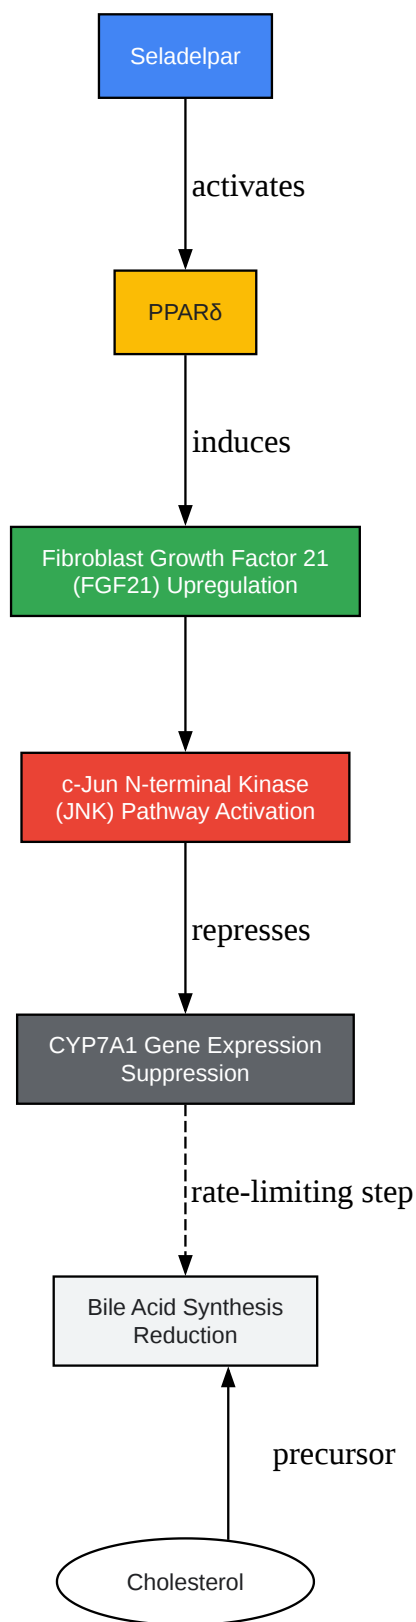 Seladelpar
activates
PPARδ
induces
Fibroblast Growth Factor 21
(FGF21) Upregulation
c-Jun N-terminal Kinase
(JNK) Pathway Activation
represses
CYP7A1 Gene Expression
Suppression
rate-limiting step
Bile Acid Synthesis
Reduction
precursor
Cholesterol